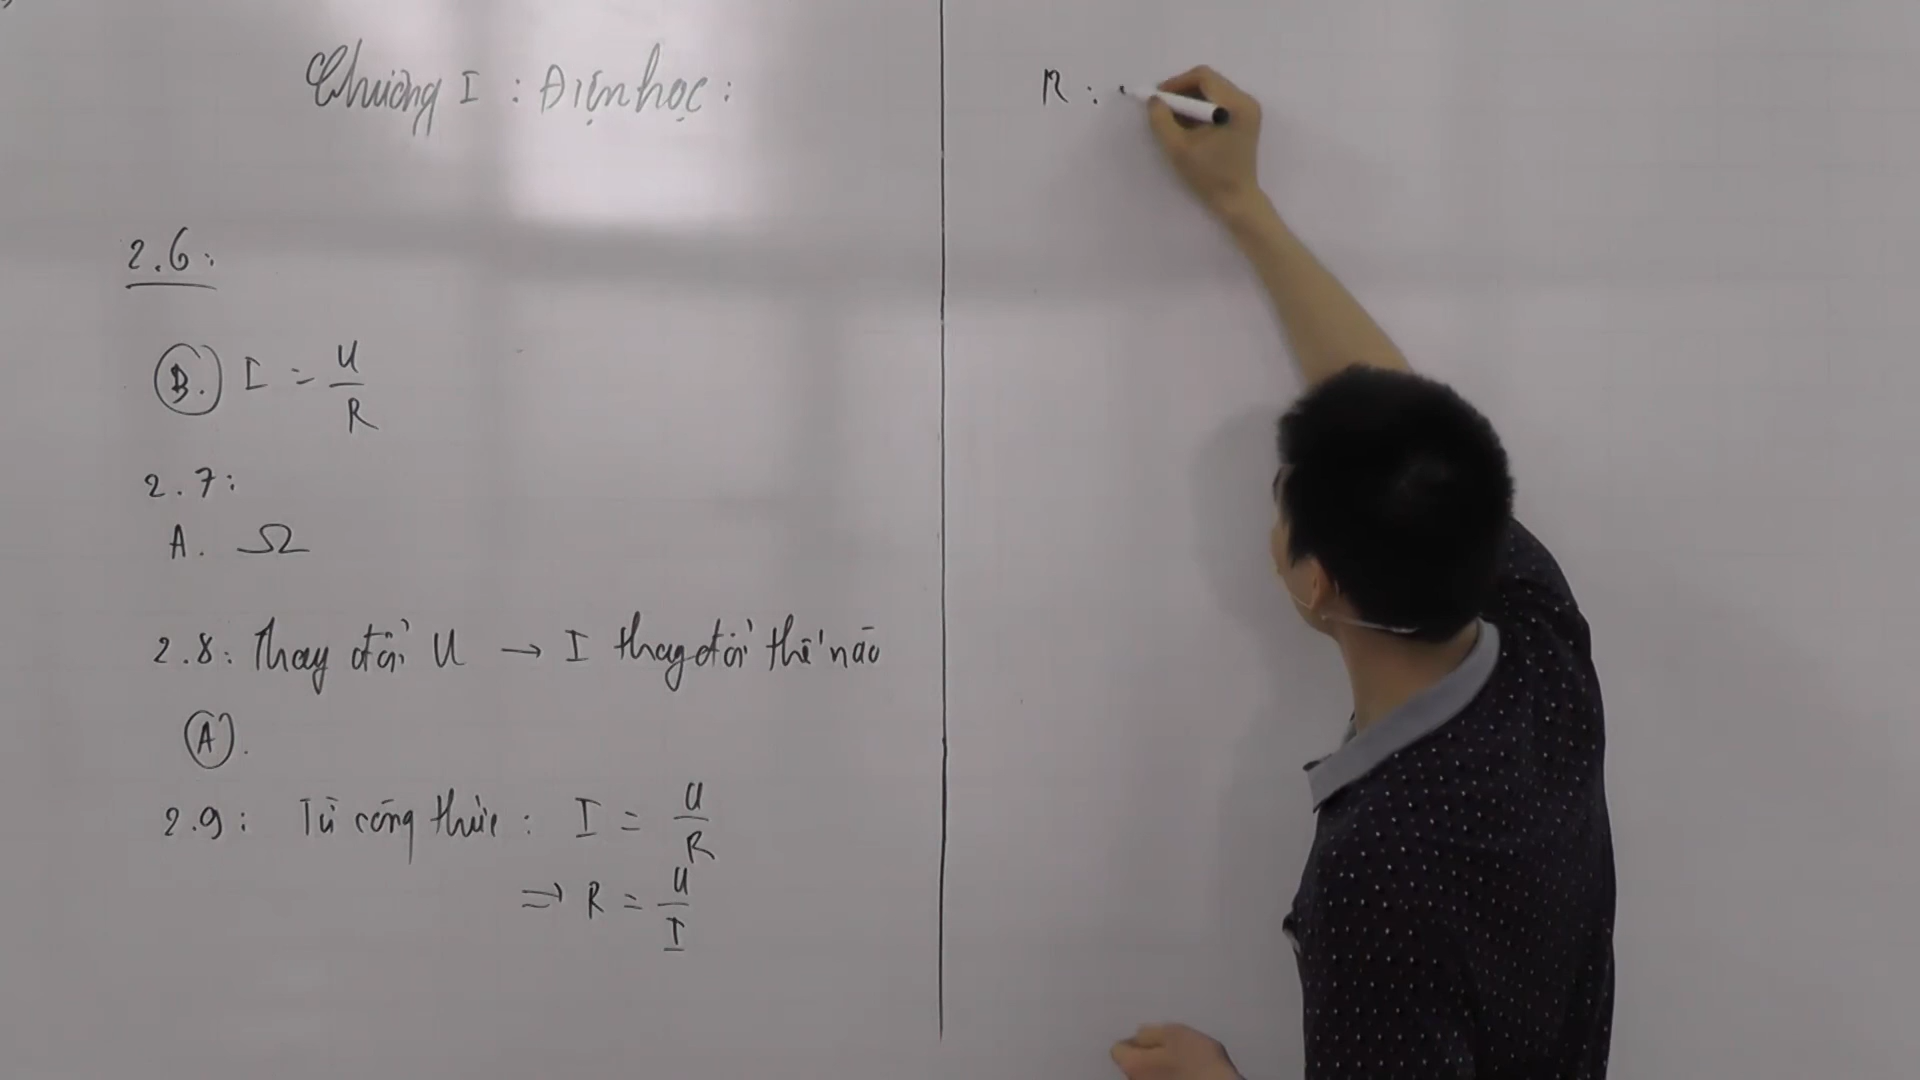 Chương I : Điện học :
2.6:
B. I = U/R
2.7:
A. Ω
2.8: Thay đổi U → I thay đổi thế nào
A.
2.9: Từ công thức : I = U/R
⇒ R = U/I
R :